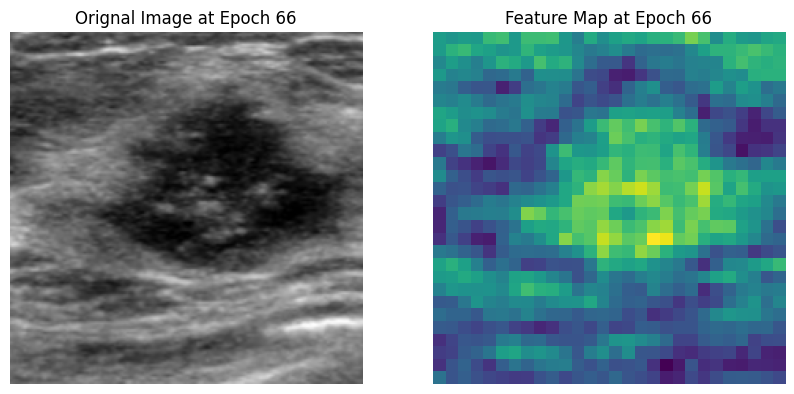 Orignal Image at Epoch 66
Feature Map at Epoch 66